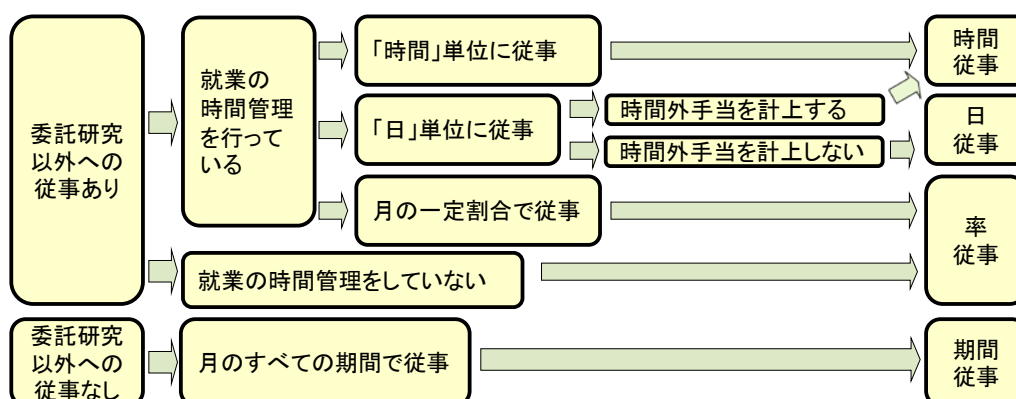 委託研究
以外への
従事あり
就業の
時間管理
を行って
いる
「時間」単位に従事
時間
従事
「日」単位に従事
時間外手当を計上する
時間外手当を計上しない
日
従事
月の一定割合で従事
率
従事
就業の時間管理をしていない
委託研究
以外への
従事なし
月のすべての期間で従事
期間
従事